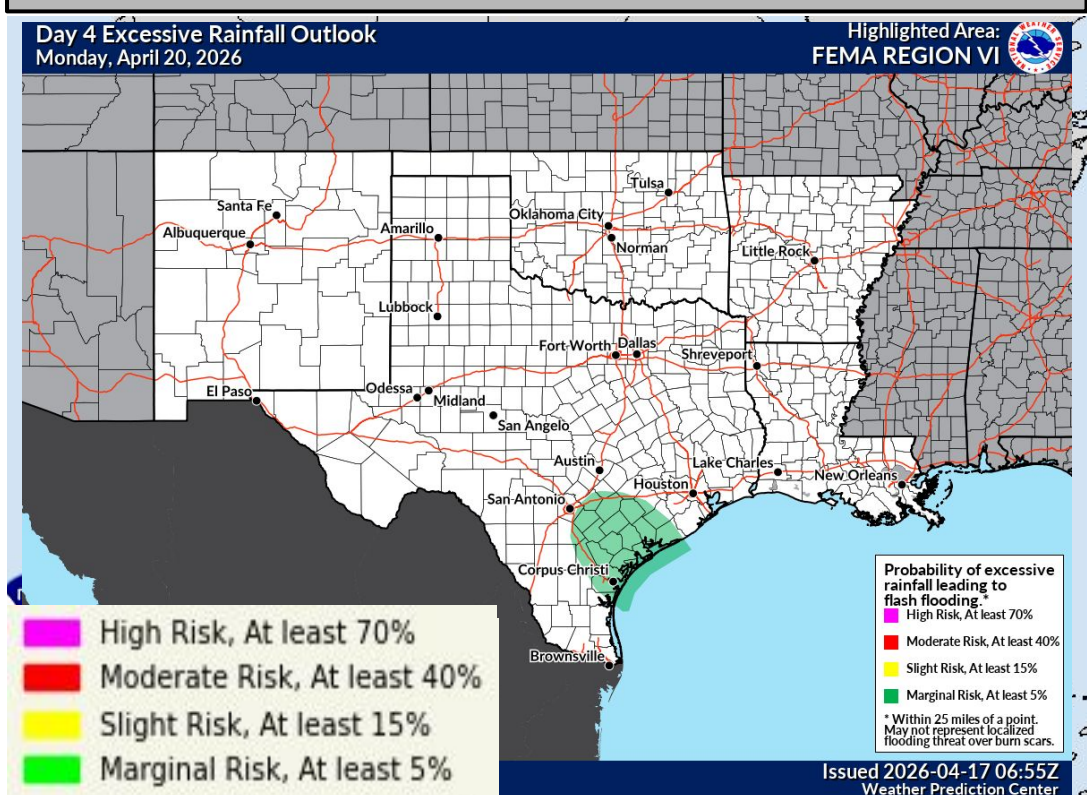 Day 4 Excessive Rainfall Outlook
Monday, April 20, 2026
Highlighted Area:
FEMA REGION VI
NATIONAL WEATHER SERVICE
Tulsa
Santa Fe
Oklahoma City
Albuquerque
Amarillo
Norman
Little Rock
Lubbock
Fort Worth
Dallas
Shreveport
El Paso
Odessa
Midland
San Angelo
Austin
Lake Charles
Houston
New Orleans
San Antonio
Corpus Christi
Brownsville
High Risk, At least 70%
Moderate Risk, At least 40%
Slight Risk, At least 15%
Marginal Risk, At least 5%
Probability of excessive
rainfall leading to
flash flooding.*
High Risk, At least 70%
Moderate Risk, At least 40%
Slight Risk, At least 15%
Marginal Risk, At least 5%
* Within 25 miles of a point.
May not represent localized
flooding threat over burn scars.
Issued 2026-04-17 06:55Z
Weather Prediction Center